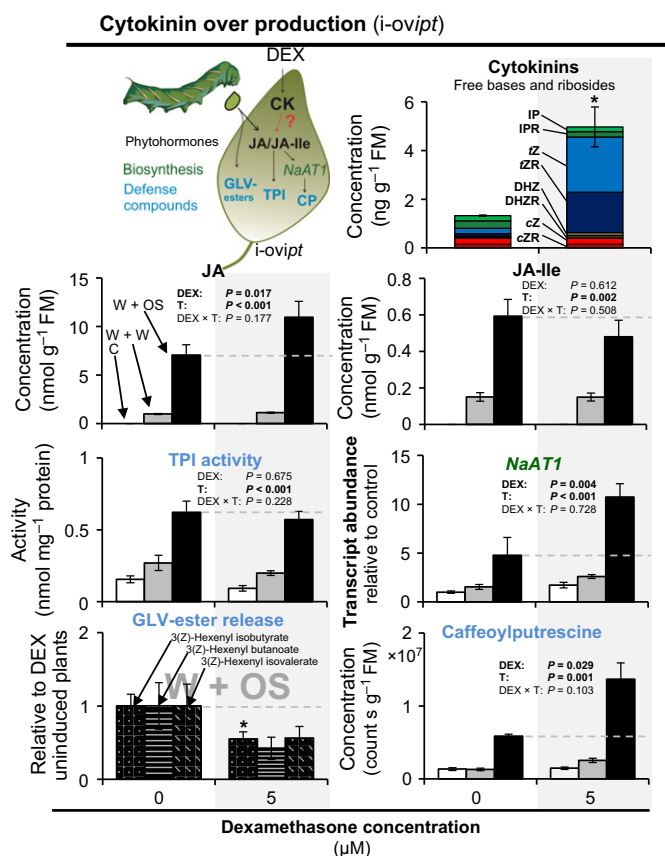 Cytokinin over production (i-ovipt)
DEX
CK
?
Phytohormones
JA/JA-Ile
Biosynthesis
NaAT1
Defense
compounds
GLV-
esters
TPI
CP
i-ovipt
Cytokinins
Free bases and ribosides
Concentration
(ng g⁻¹ FM)
6
4
2
0
*
IP
IPR
tZ
tZR
DHZ
DHZR
cZ
cZR
JA
Concentration
(nmol g⁻¹ FM)
15
10
5
0
W + OS
W + W
C
DEX: P = 0.017
T: P < 0.001
DEX × T: P = 0.177
JA-Ile
Concentration
(nmol g⁻¹ FM)
0.8
0.6
0.4
0.2
0
DEX: P = 0.612
T: P = 0.002
DEX × T: P = 0.508
TPI activity
Activity
(nmol mg⁻¹ protein)
1
0.5
0
DEX: P = 0.675
T: P < 0.001
DEX × T: P = 0.228
NaAT1
Transcript abundance
relative to control
15
10
5
0
DEX: P = 0.004
T: P < 0.001
DEX × T: P = 0.728
GLV-ester release
Relative to DEX
uninduced plants
2
1
0
3(Z)-Hexenyl isobutyrate
3(Z)-Hexenyl butanoate
3(Z)-Hexenyl isovalerate
W + OS
*
0
5
Caffeoylputrescine
Concentration
(count s g⁻¹ FM)
× 10⁷
2
1
0
DEX: P = 0.029
T: P = 0.001
DEX × T: P = 0.103
0
5
Dexamethasone concentration
(µM)